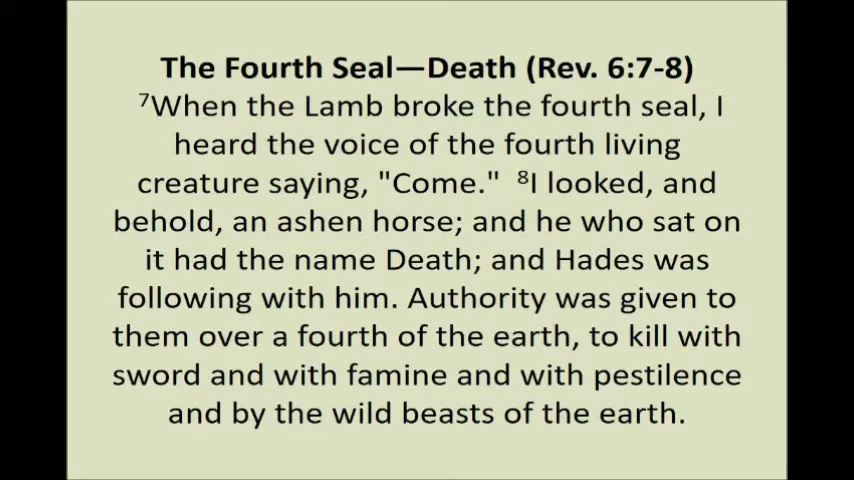 The Fourth Seal—Death (Rev. 6:7-8)
⁷When the Lamb broke the fourth seal, I
heard the voice of the fourth living
creature saying, "Come."  ⁸I looked, and
behold, an ashen horse; and he who sat on
it had the name Death; and Hades was
following with him. Authority was given to
them over a fourth of the earth, to kill with
sword and with famine and with pestilence
and by the wild beasts of the earth.